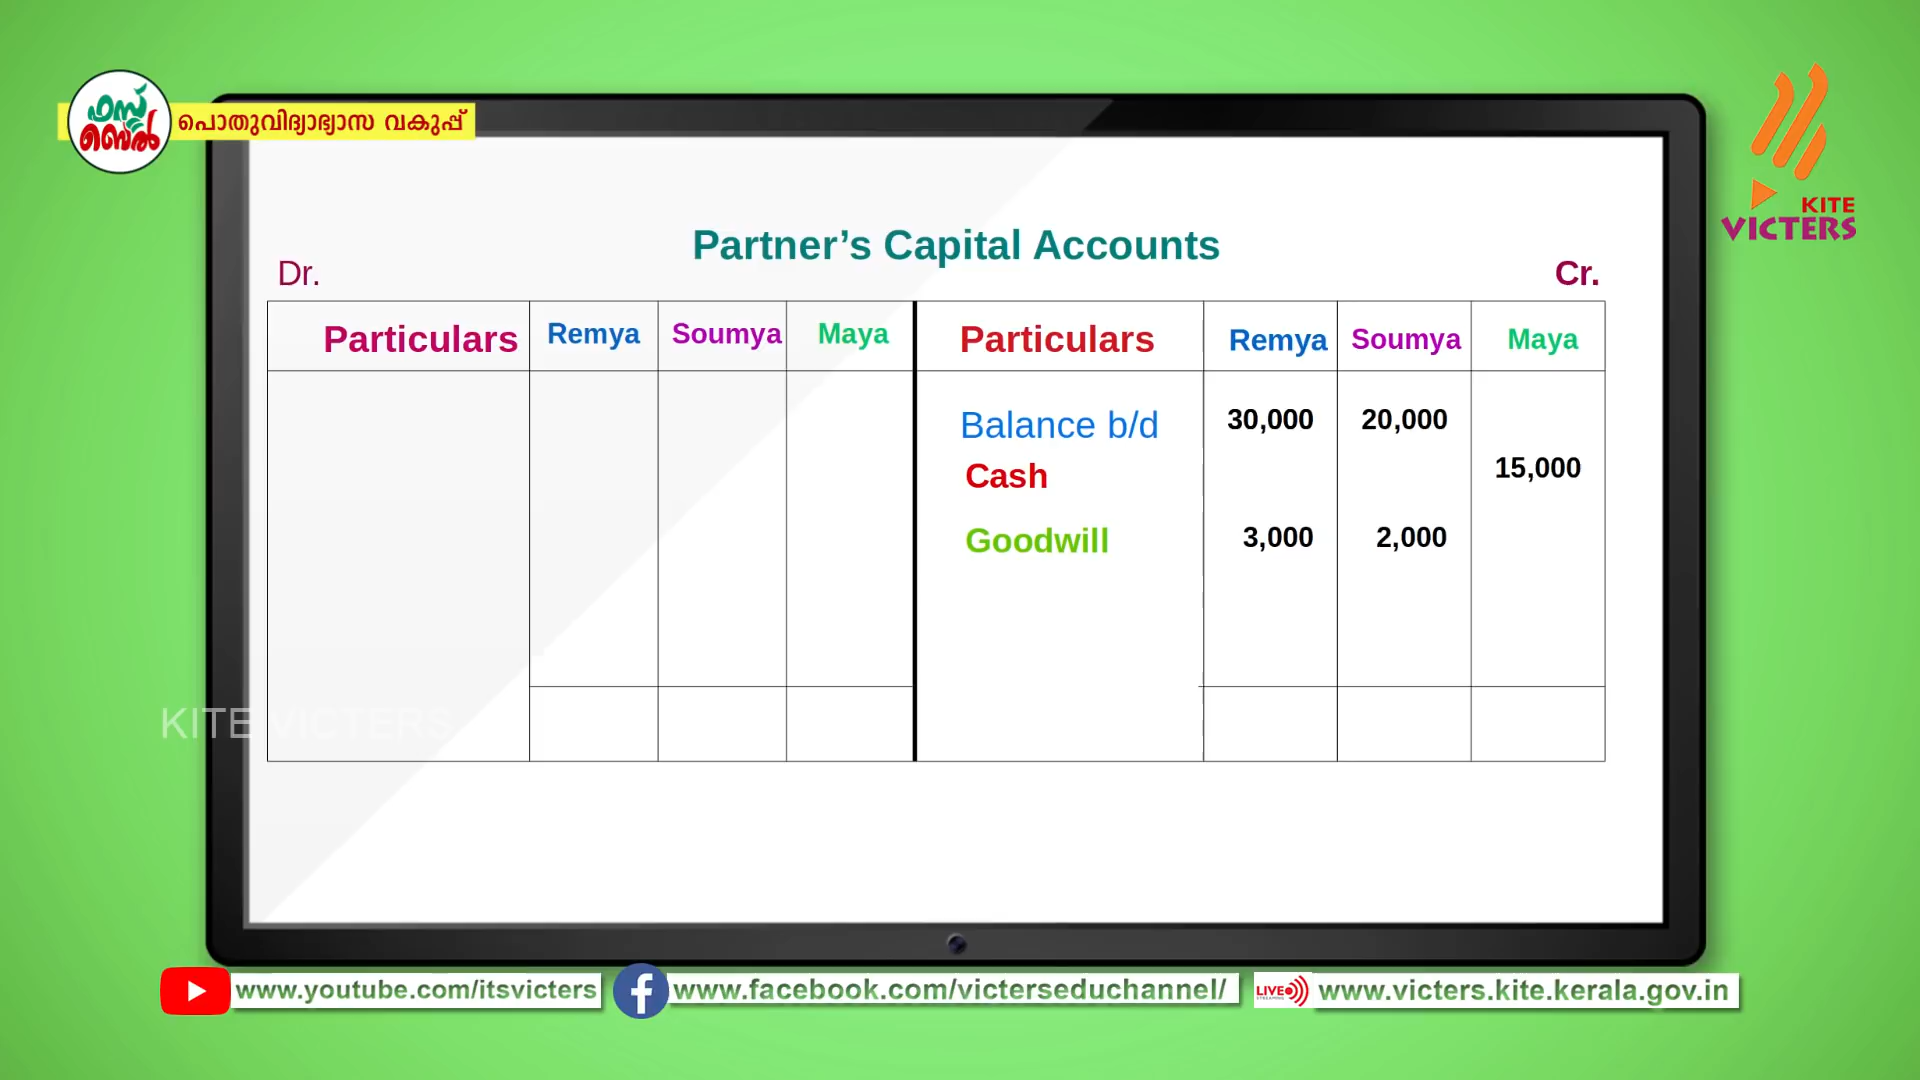 ഫസ്റ്റ്
ബെൽ
പൊതുവിദ്യാഭ്യാസ വകുപ്പ്
KITE
VICTERS
Partner’s Capital Accounts
Dr.
Cr.
Particulars Remya Soumya Maya Particulars Remya Soumya Maya
Balance b/d 30,000 20,000
Cash 15,000
Goodwill 3,000 2,000
KITE VICTERS
www.youtube.com/itsvicters www.facebook.com/victerseduchannel/ LIVE STREAMING www.victers.kite.kerala.gov.in